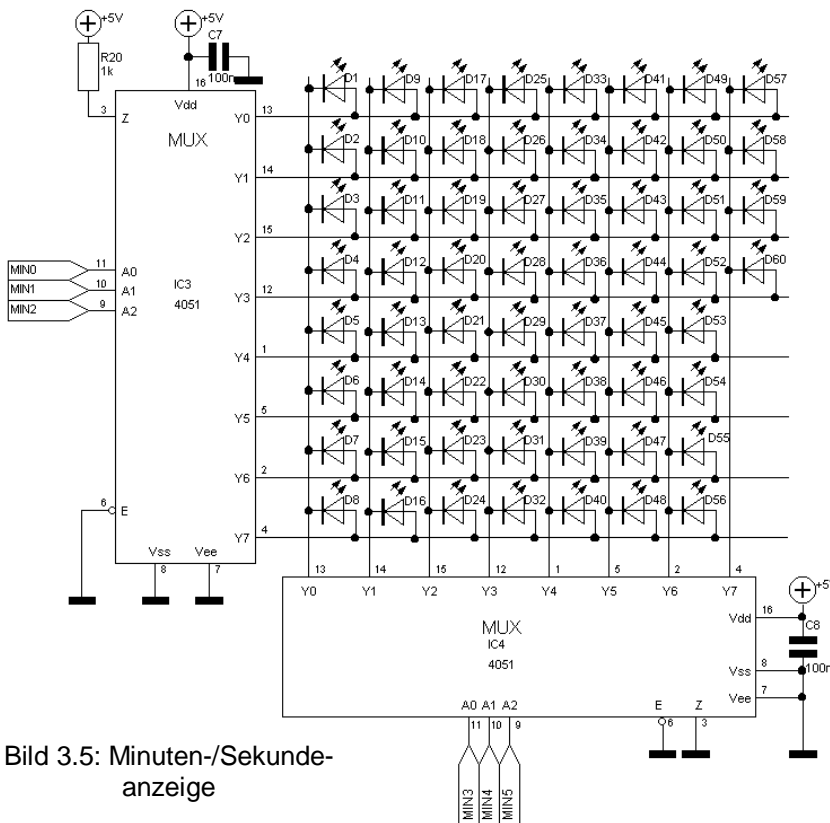 +5V +5V
C7
R20
1k
100n
16
Vdd
3 Z MUX Y0 13
Y1 14
Y2 15
Y3 12
Y4 1
Y5 5
Y6 2
Y7 4
MIN0 11 A0
MIN1 10 A1
MIN2 9 A2
IC3
4051
6 E
Vss Vee
8 7
D1 D9 D17 D25 D33 D41 D49 D57
D2 D10 D18 D26 D34 D42 D50 D58
D3 D11 D19 D27 D35 D43 D51 D59
D4 D12 D20 D28 D36 D44 D52 D60
D5 D13 D21 D29 D37 D45 D53
D6 D14 D22 D30 D38 D46 D54
D7 D15 D23 D31 D39 D47 D55
D8 D16 D24 D32 D40 D48 D56
13 14 15 12 1 5 2 4
Y0 Y1 Y2 Y3 Y4 Y5 Y6 Y7
+5
Vdd 16
C8
MUX
IC4
4051
Vss 8
100n
Vee 7
A0 A1 A2 E Z
11 10 9 6 3
MIN3 MIN4 MIN5
Bild 3.5: Minuten-/Sekunde-
anzeige